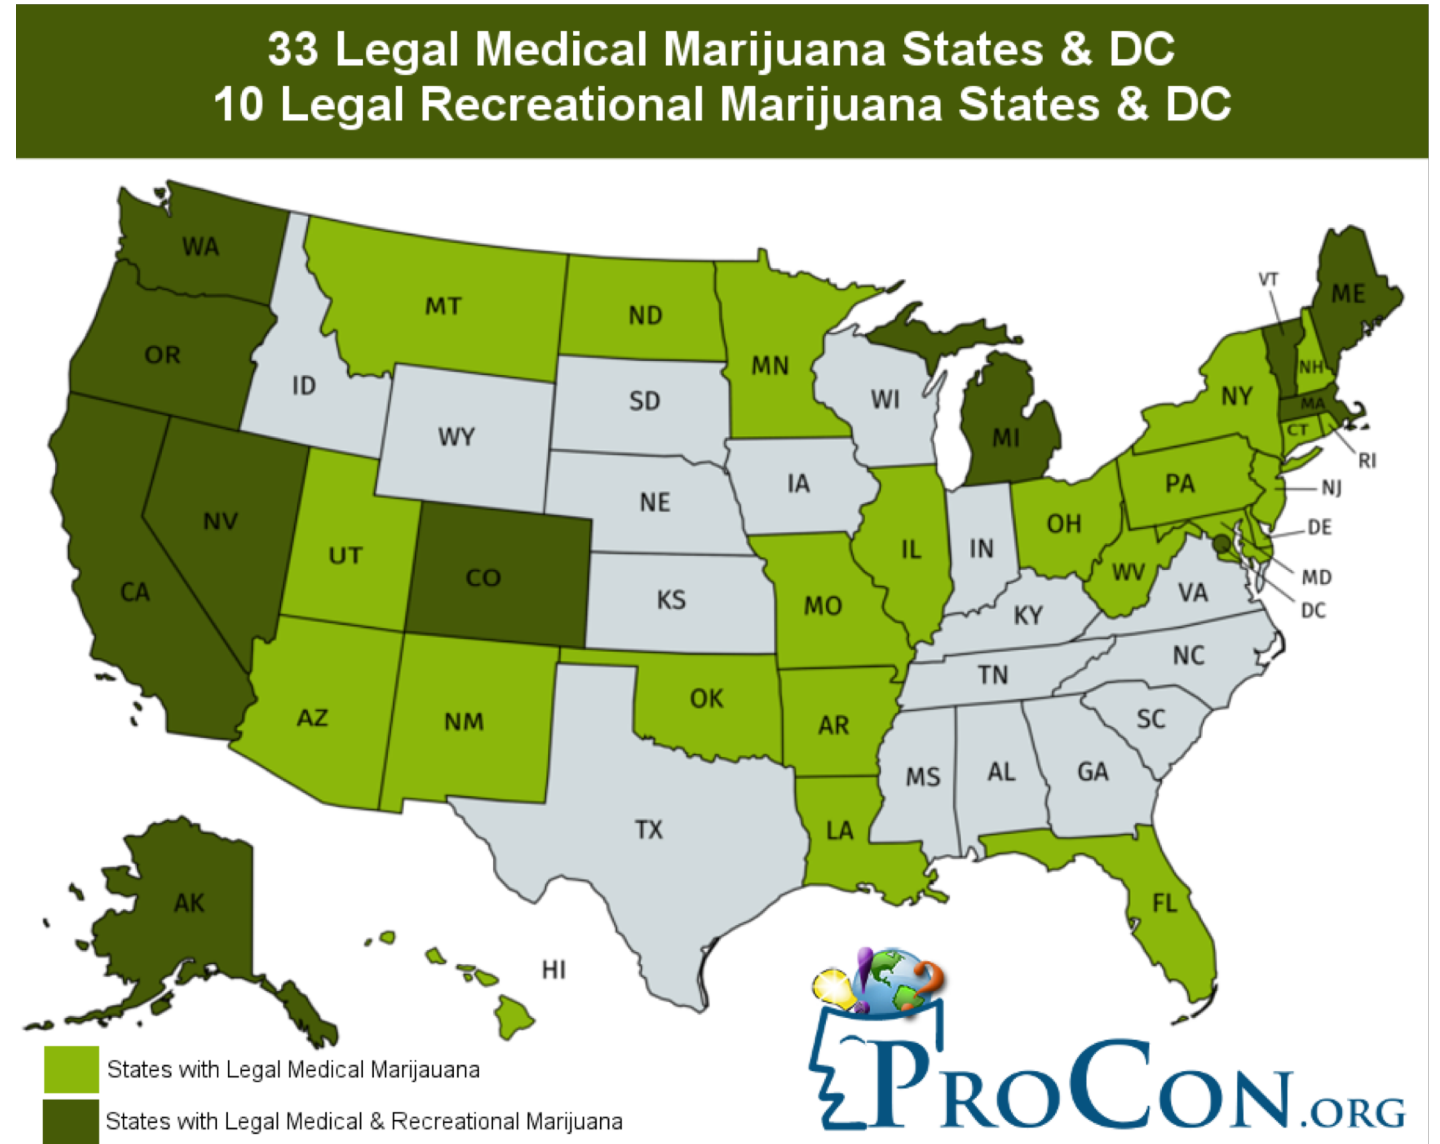 33 Legal Medical Marijuana States & DC
10 Legal Recreational Marijuana States & DC
WA
MT
ND
MN
VT
ME
OR
ID
SD
WI
NH
NY
MA
WY
MI
CT
RI
IA
PA
NJ
NE
NV
OH
DE
UT
IL
IN
CO
WV
MD
CA
KS
MO
VA
DC
KY
NC
TN
OK
AZ
NM
AR
SC
MS
AL
GA
TX
LA
AK
FL
HI
States with Legal Medical Marijauana
States with Legal Medical & Recreational Marijuana
PROCON.ORG